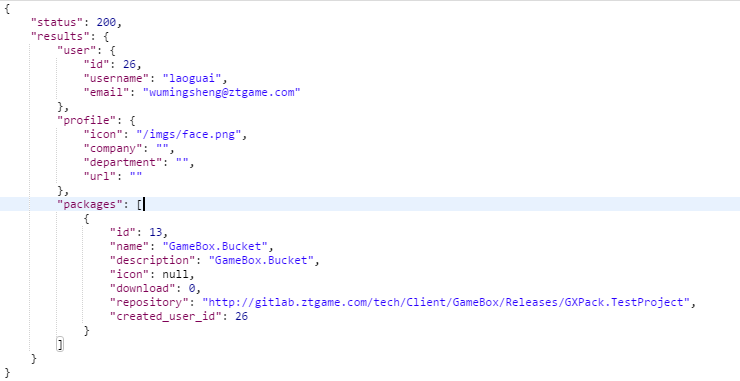 {
    "status": 200,
    "results": {
        "user": {
            "id": 26,
            "username": "laoguai",
            "email": "wumingsheng@ztgame.com"
        },
        "profile": {
            "icon": "/imgs/face.png",
            "company": "",
            "department": "",
            "url": ""
        },
        "packages": [
            {
                "id": 13,
                "name": "GameBox.Bucket",
                "description": "GameBox.Bucket",
                "icon": null,
                "download": 0,
                "repository": "http://gitlab.ztgame.com/tech/Client/GameBox/Releases/GXPack.TestProject",
                "created_user_id": 26
            }
        ]
    }
}